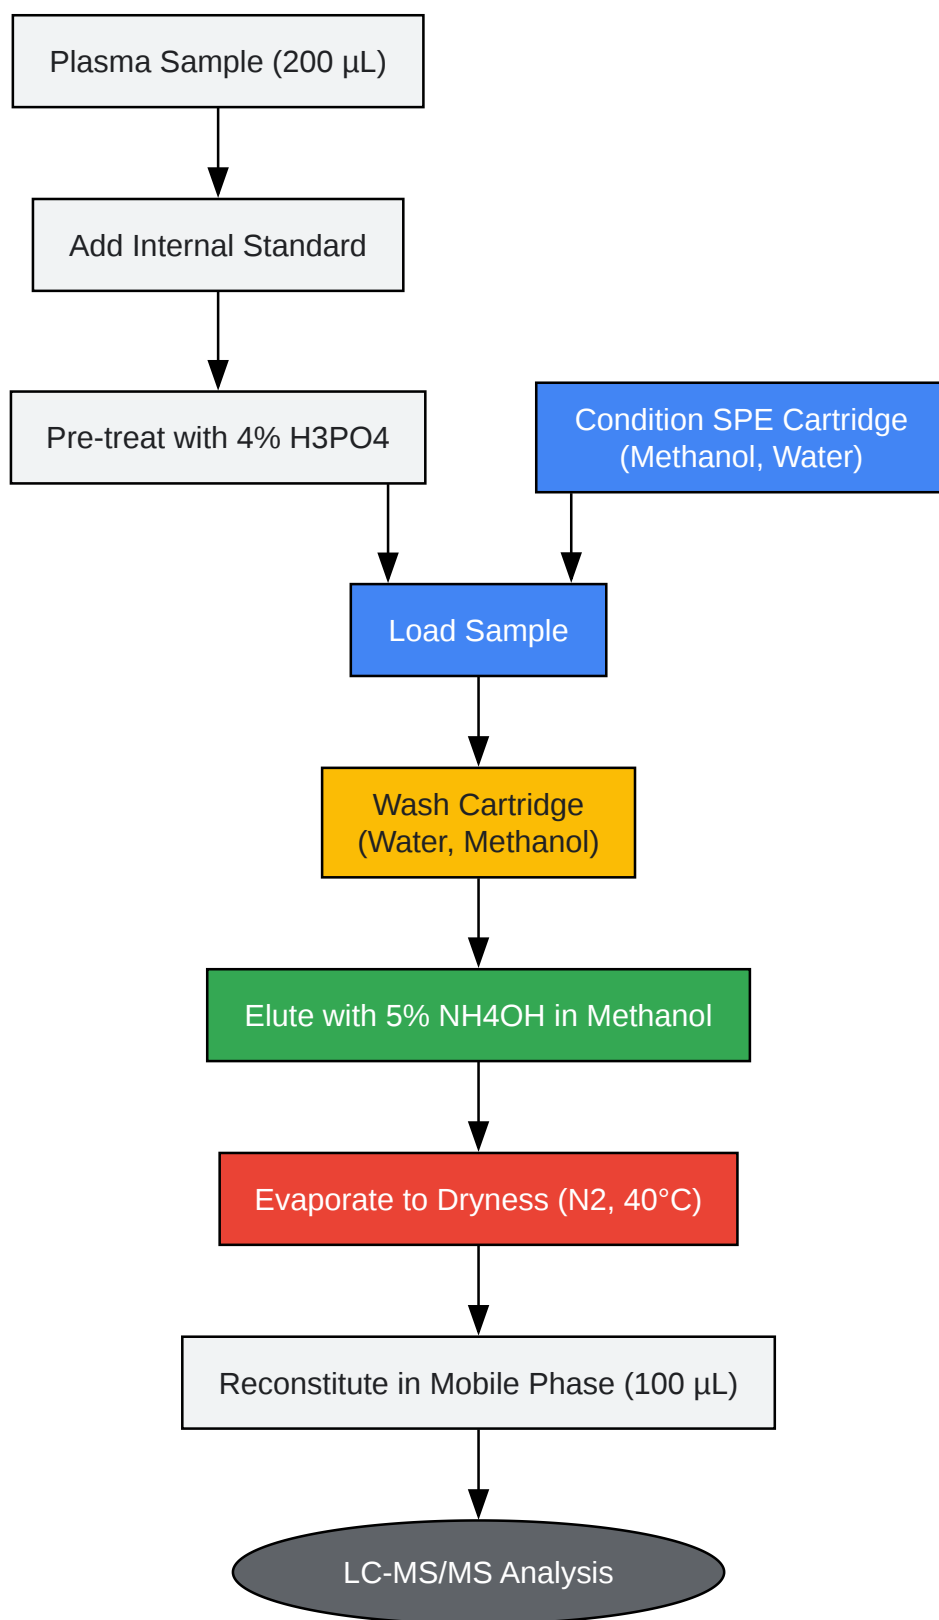 Plasma Sample (200 µL)
Add Internal Standard
Pre-treat with 4% H3PO4
Condition SPE Cartridge
(Methanol, Water)
Load Sample
Wash Cartridge
(Water, Methanol)
Elute with 5% NH4OH in Methanol
Evaporate to Dryness (N2, 40°C)
Reconstitute in Mobile Phase (100 µL)
LC-MS/MS Analysis